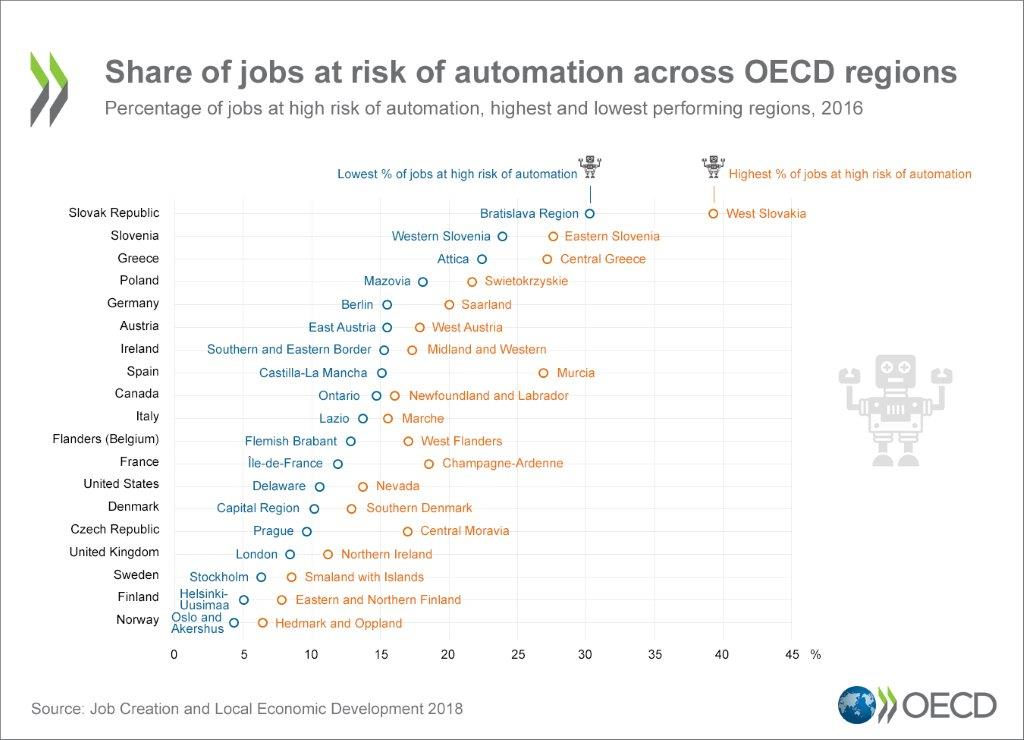 Share of jobs at risk of automation across OECD regions
Percentage of jobs at high risk of automation, highest and lowest performing regions, 2016
Lowest % of jobs at high risk of automation
Highest % of jobs at high risk of automation
Slovak Republic Bratislava Region West Slovakia
Slovenia Western Slovenia Eastern Slovenia
Greece Attica Central Greece
Poland Mazovia Swietokrzyskie
Germany Berlin Saarland
Austria East Austria West Austria
Ireland Southern and Eastern Border Midland and Western
Spain Castilla-La Mancha Murcia
Canada Ontario Newfoundland and Labrador
Italy Lazio Marche
Flanders (Belgium) Flemish Brabant West Flanders
France Île-de-France Champagne-Ardenne
United States Delaware Nevada
Denmark Capital Region Southern Denmark
Czech Republic Prague Central Moravia
United Kingdom London Northern Ireland
Sweden Stockholm Smaland with Islands
Finland Helsinki-
Uusimaa Eastern and Northern Finland
Norway Oslo and
Akershus Hedmark and Oppland
0 5 10 15 20 25 30 35 40 45 %
Source: Job Creation and Local Economic Development 2018
OECD